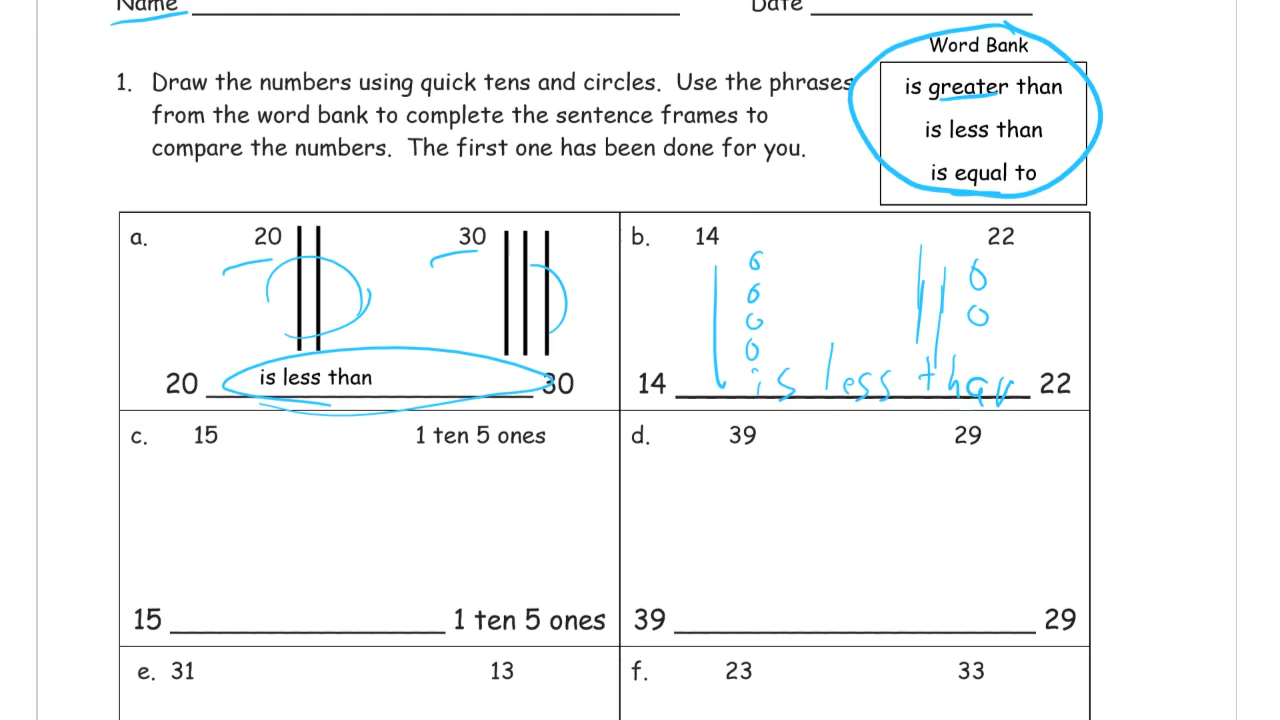 Name Date
Word Bank
is greater than
is less than
is equal to
1. Draw the numbers using quick tens and circles. Use the phrases
from the word bank to complete the sentence frames to
compare the numbers. The first one has been done for you.
a. 20 30
20 is less than 30
b. 14 22
14 is less than 22
c. 15 1 ten 5 ones
15 1 ten 5 ones
d. 39 29
39 29
e. 31 13
f. 23 33